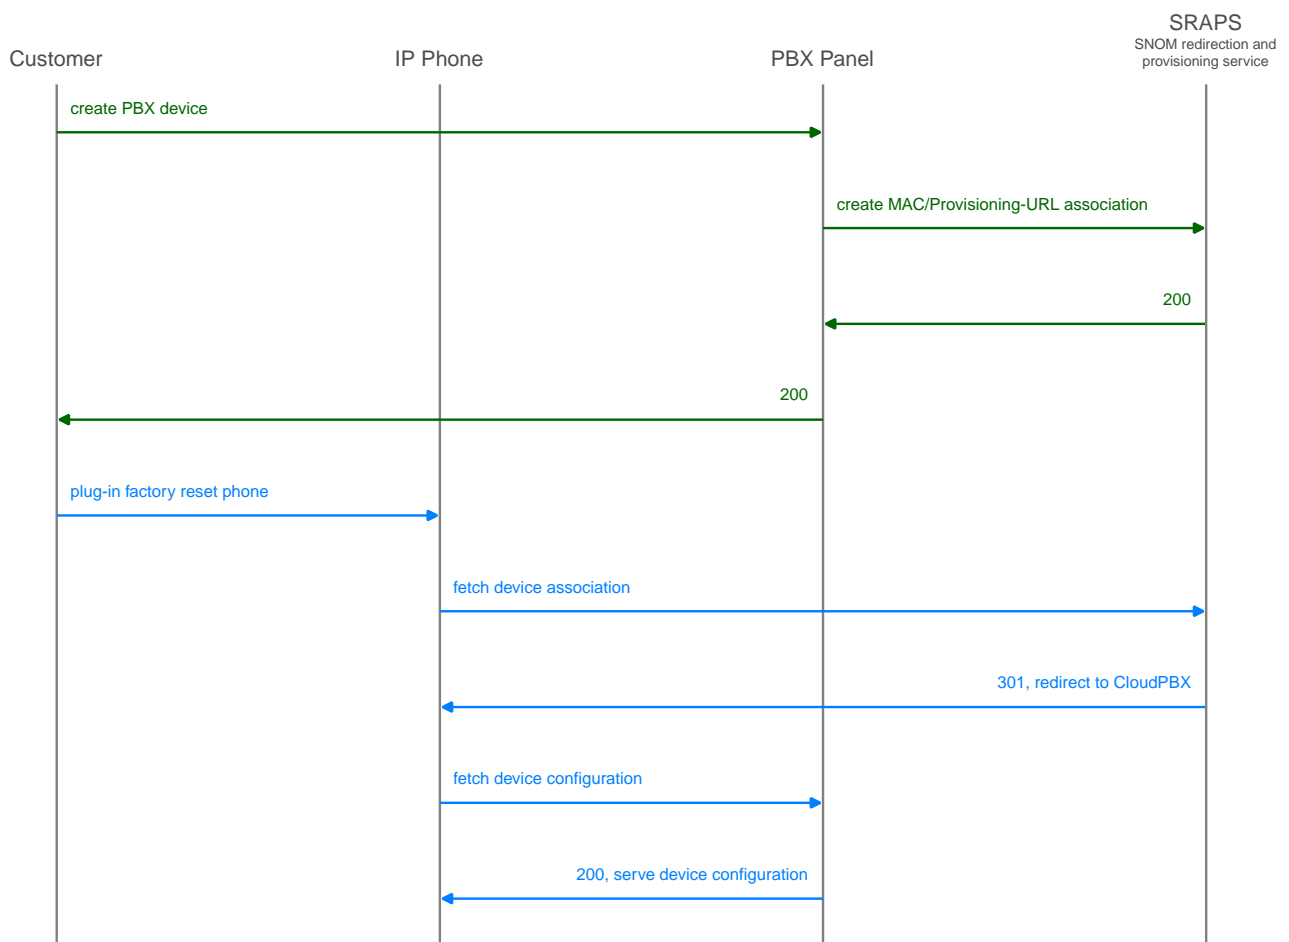 SRAPS
SNOM redirection and
provisioning service
Customer
IP Phone
PBX Panel
create PBX device
create MAC/Provisioning-URL association
200
200
plug-in factory reset phone
fetch device association
301, redirect to CloudPBX
fetch device configuration
200, serve device configuration